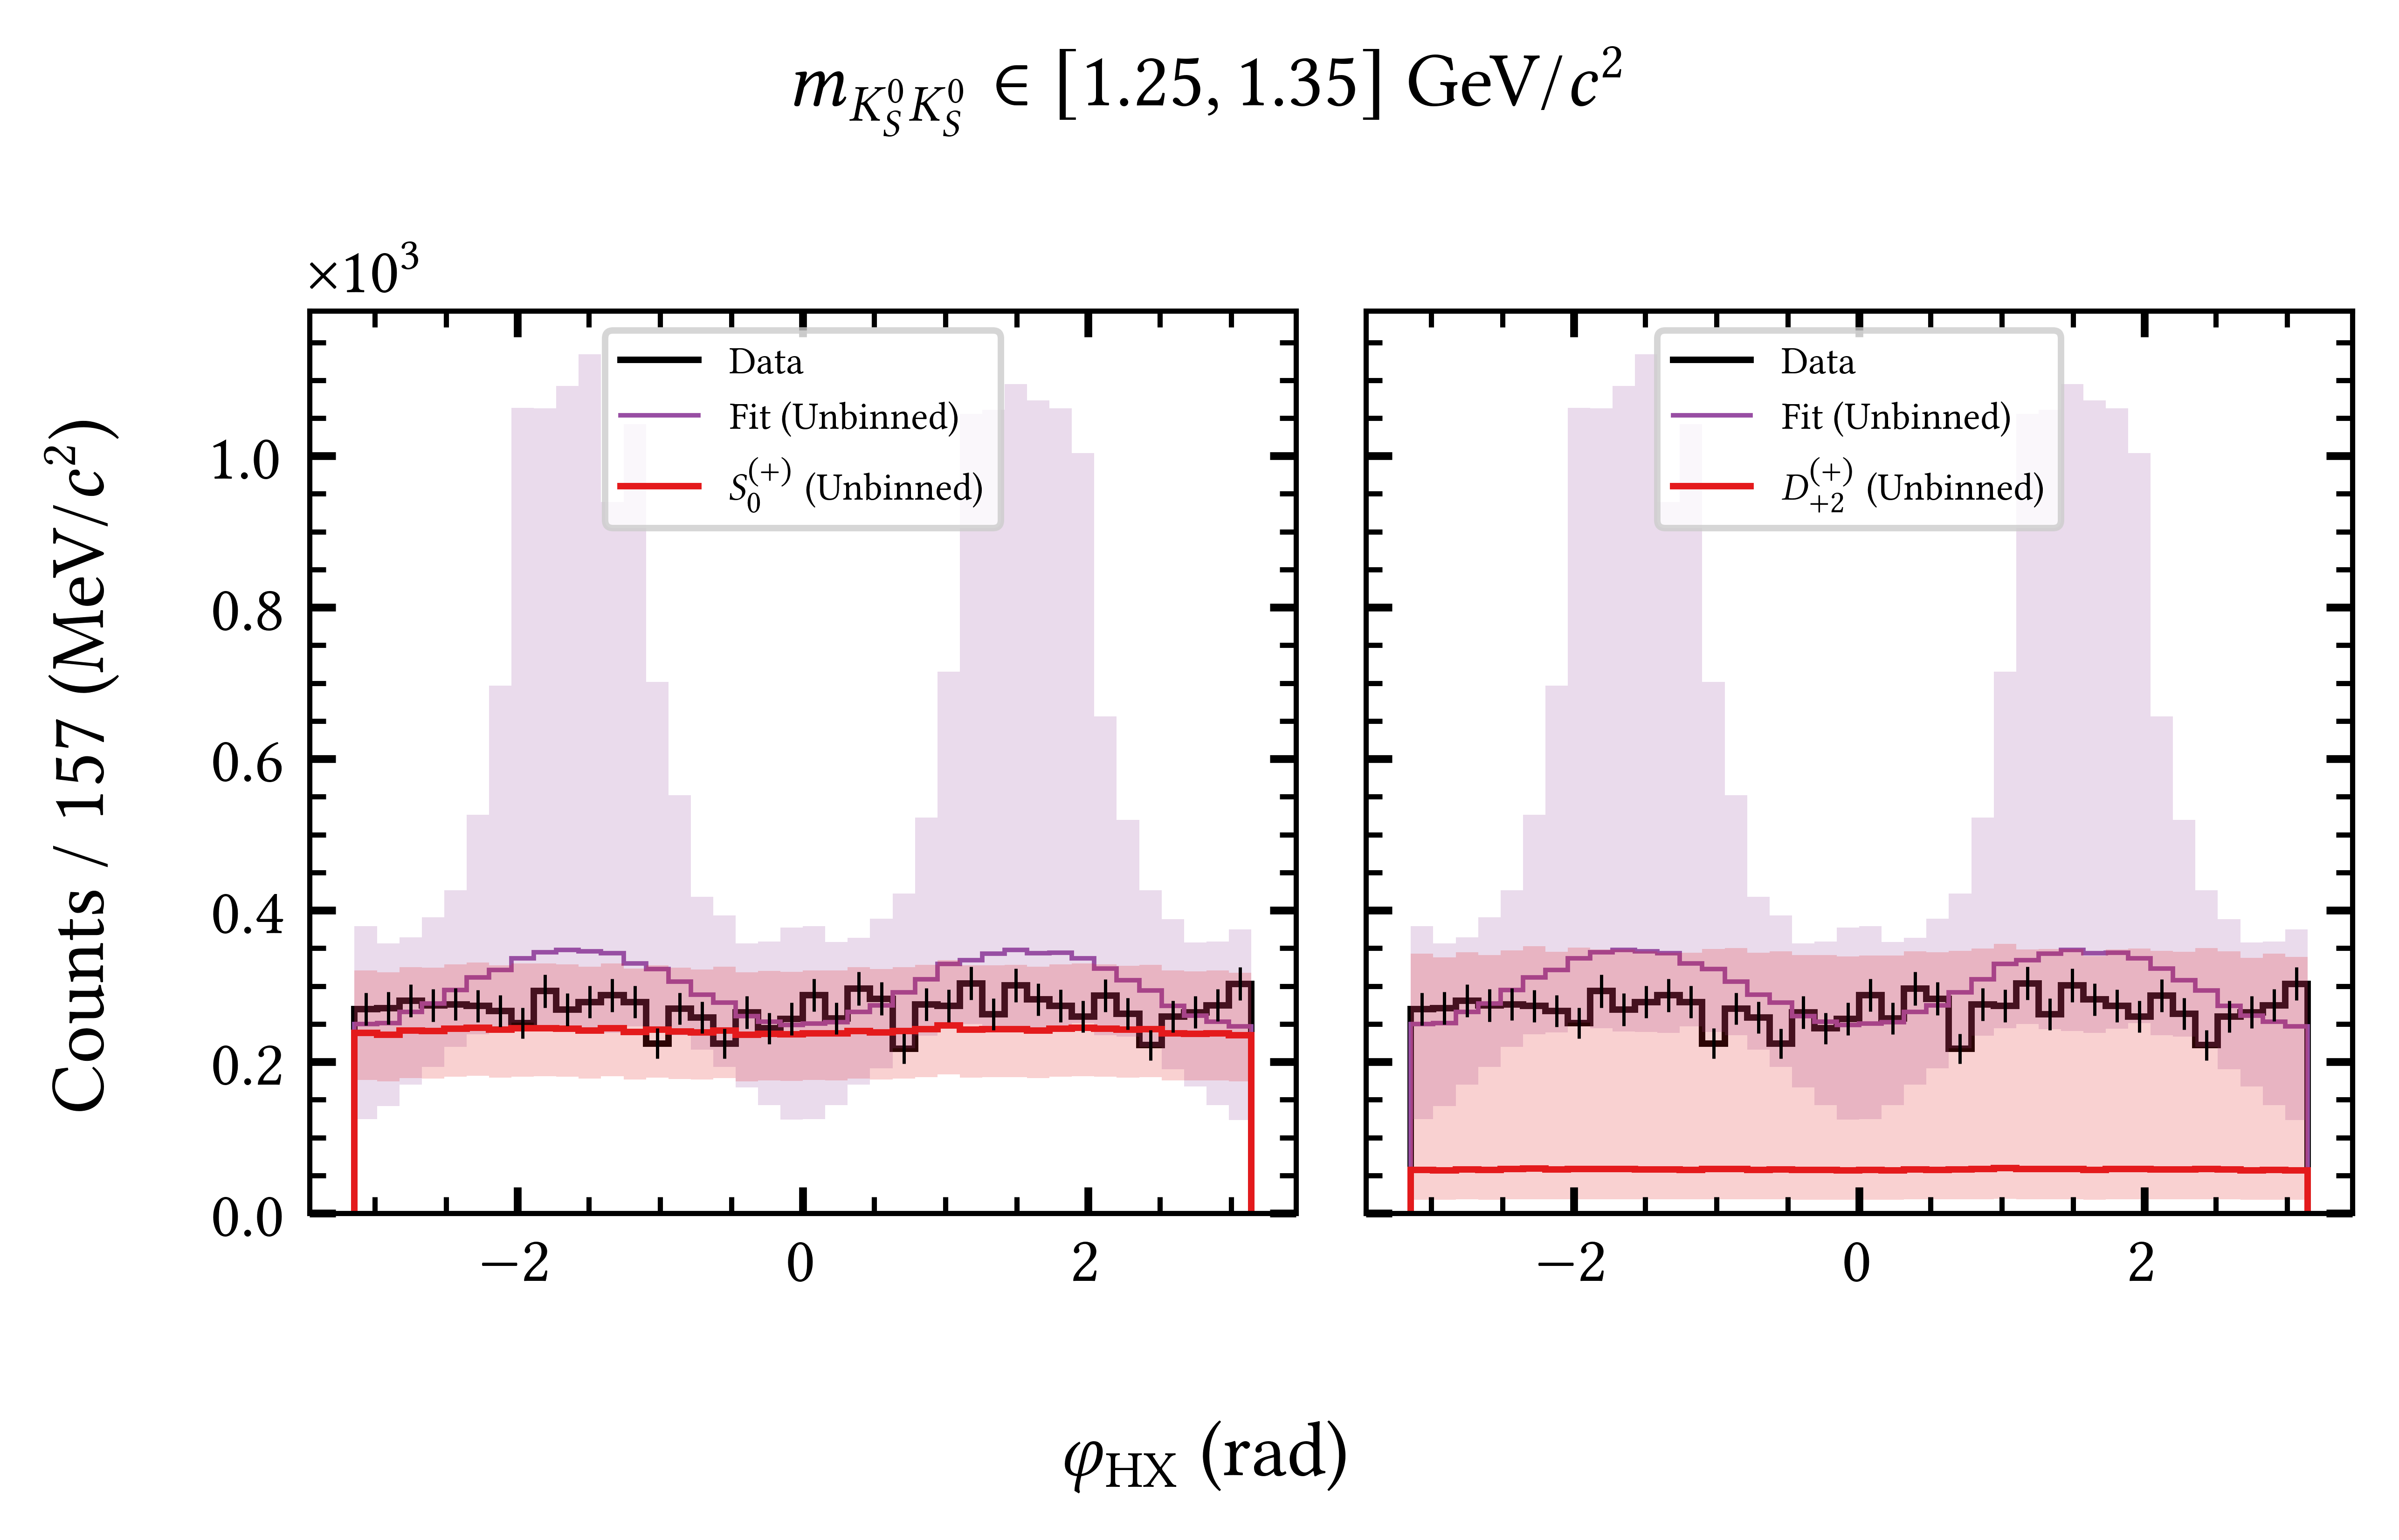 m_{K_S^0 K_S^0} ∈ [1.25, 1.35] GeV/c²
×10³
Counts / 157 (MeV/c²)
1.0
0.8
0.6
0.4
0.2
0.0
Data
Fit (Unbinned)
S_0^{(+)} (Unbinned)
−2 0 2
Data
Fit (Unbinned)
D_{+2}^{(+)} (Unbinned)
−2 0 2
φ_{HX} (rad)